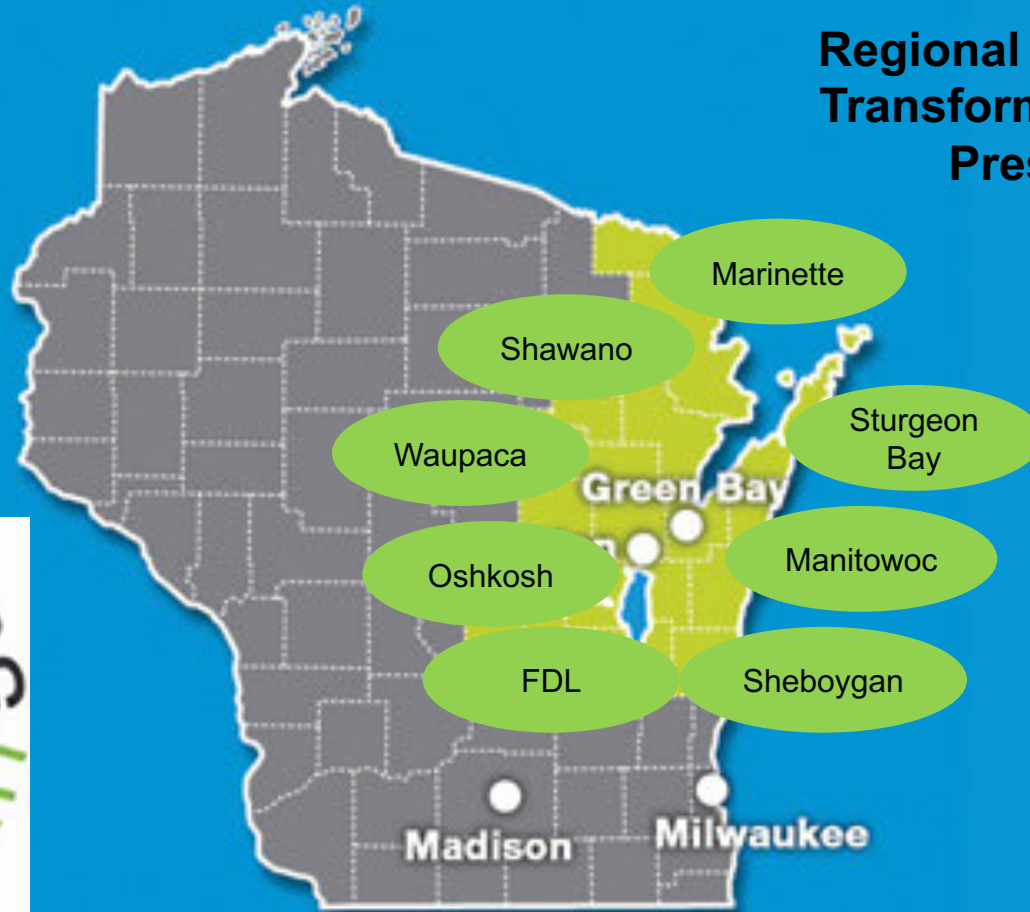 Regional
Transform
Pres
Marinette
Shawano
Sturgeon
Bay
Waupaca
Green Bay
Oshkosh
Manitowoc
FDL
Sheboygan
Madison
Milwaukee